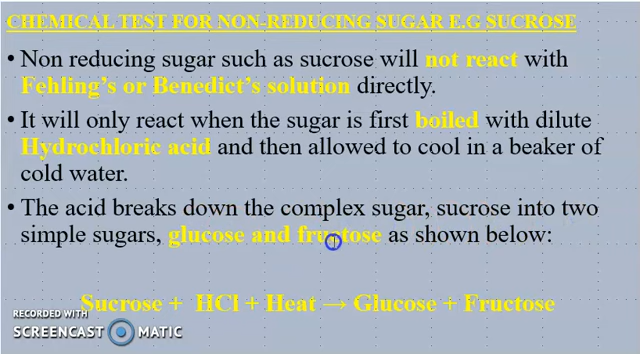 CHEMICAL TEST FOR NON-REDUCING SUGAR E.G SUCROSE
• Non reducing sugar such as sucrose will not react with
Fehling's or Benedict's solution directly.
• It will only react when the sugar is first boiled with dilute
Hydrochloric acid and then allowed to cool in a beaker of
cold water.
• The acid breaks down the complex sugar, sucrose into two
simple sugars, glucose and fructose as shown below:
Sucrose + HCl + Heat → Glucose + Fructose
RECORDED WITH
SCREENCAST MATIC